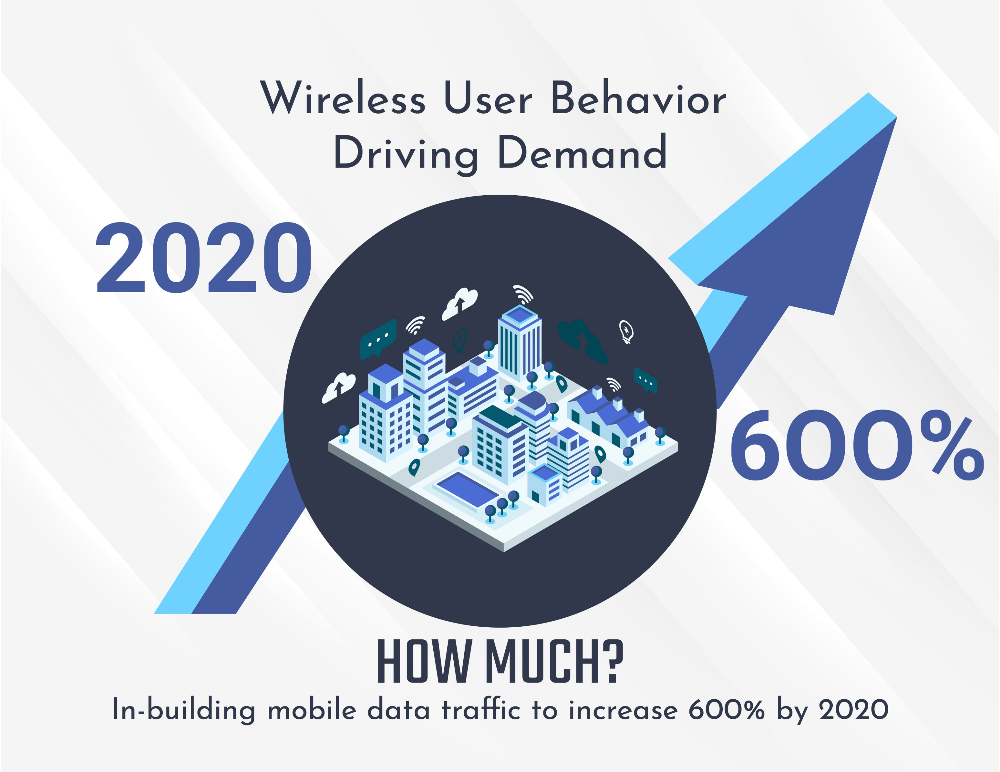 Wireless User Behavior
Driving Demand
2020
600%
HOW MUCH?
In-building mobile data traffic to increase 600% by 2020